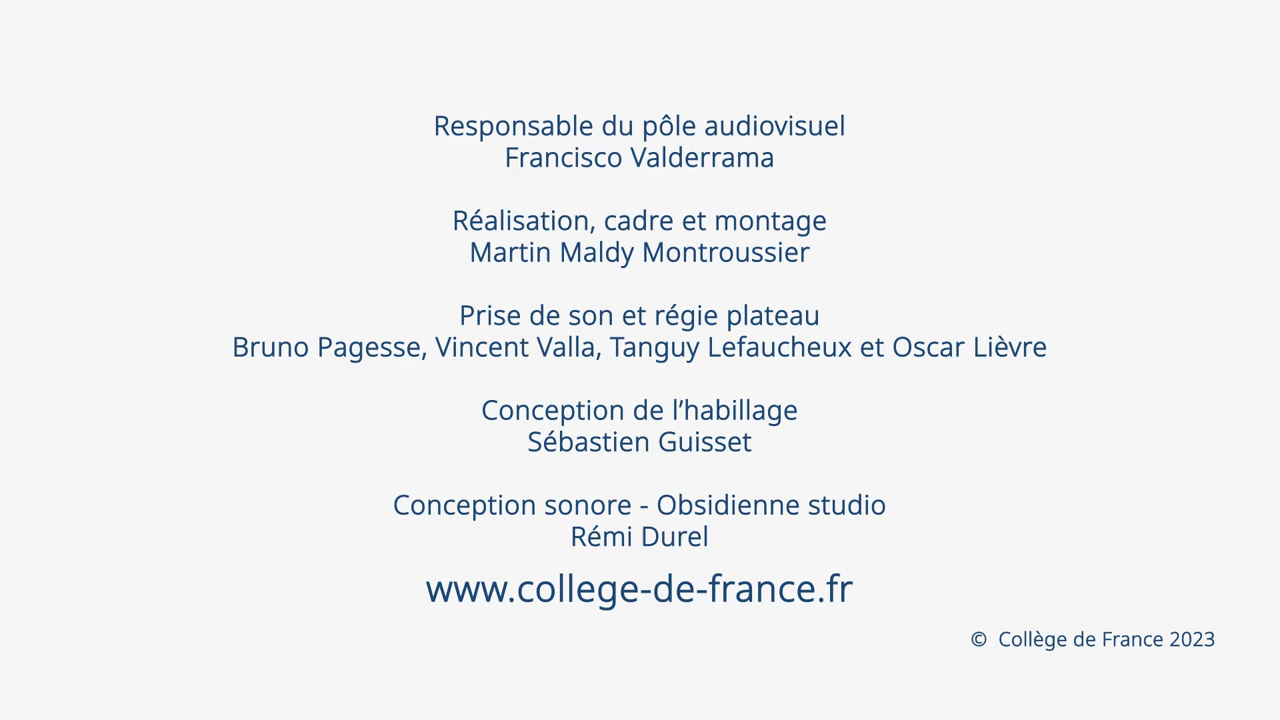 Responsable du pôle audiovisuel
Francisco Valderrama
Réalisation, cadre et montage
Martin Maldy Montroussier
Prise de son et régie plateau
Bruno Pagesse, Vincent Valla, Tanguy Lefaucheux et Oscar Lièvre
Conception de l’habillage
Sébastien Guisset
Conception sonore - Obsidienne studio
Rémi Durel
www.college-de-france.fr
© Collège de France 2023